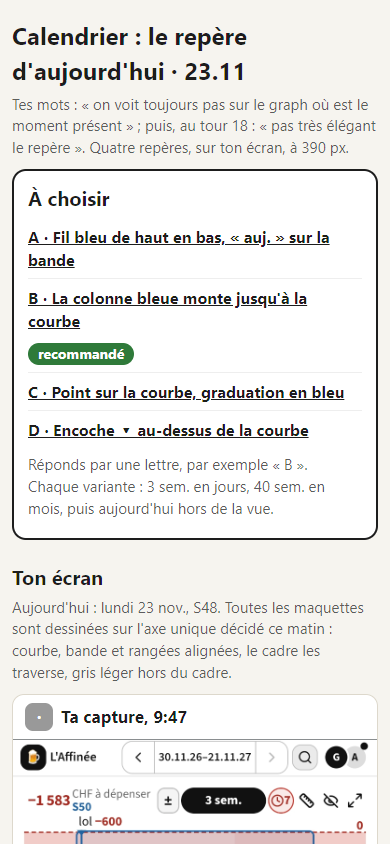 Calendrier : le repère
d'aujourd'hui · 23.11
Tes mots : « on voit toujours pas sur le graph où est le
moment présent » ; puis, au tour 18 : « pas très élégant
le repère ». Quatre repères, sur ton écran, à 390 px.
À choisir
A · Fil bleu de haut en bas, « auj. » sur la
bande
B · La colonne bleue monte jusqu'à la
courbe
recommandé
C · Point sur la courbe, graduation en bleu
D · Encoche ▼ au-dessus de la courbe
Réponds par une lettre, par exemple « B ».
Chaque variante : 3 sem. en jours, 40 sem. en
mois, puis aujourd'hui hors de la vue.
Ton écran
Aujourd'hui : lundi 23 nov., S48. Toutes les maquettes
sont dessinées sur l'axe unique décidé ce matin :
courbe, bande et rangées alignées, le cadre les
traverse, gris léger hors du cadre.
Ta capture, 9:47
L'Affinée 30.11.26–21.11.27 G A
−1 583 CHF à dépenser ± 3 sem. 7
S50
lol −600
0